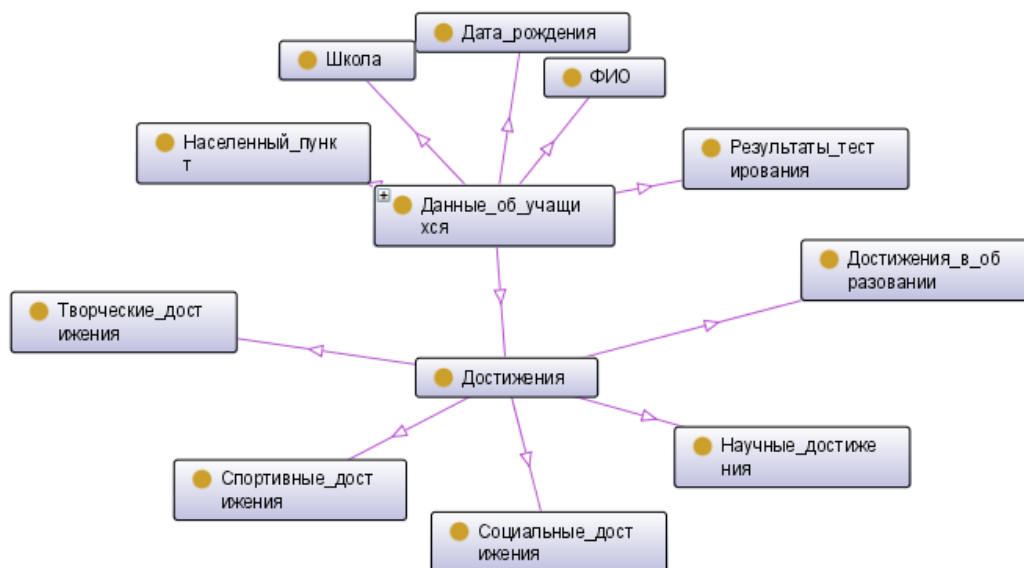 Дата_рождения
Школа
ФИО
Населенный_пунк
т
Результаты_тест
ирования
Данные_об_учащи
хся
Достижения_в_об
разовании
Творческие_дост
ижения
Достижения
Научные_достиже
ния
Спортивные_дост
ижения
Социальные_дост
ижения